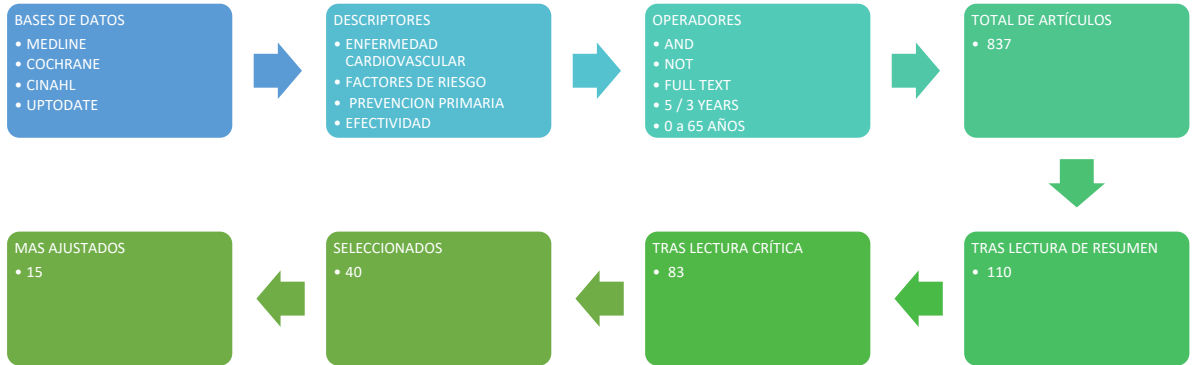 BASES DE DATOS
• MEDLINE
• COCHRANE
• CINAHL
• UPTODATE
DESCRIPTORES
• ENFERMEDAD
CARDIOVASCULAR
• FACTORES DE RIESGO
• PREVENCION PRIMARIA
• EFECTIVIDAD
OPERADORES
• AND
• NOT
• FULL TEXT
• 5 / 3 YEARS
• 0 a 65 AÑOS
TOTAL DE ARTÍCULOS
• 837
TRAS LECTURA DE RESUMEN
• 110
TRAS LECTURA CRÍTICA
• 83
SELECCIONADOS
• 40
MAS AJUSTADOS
• 15